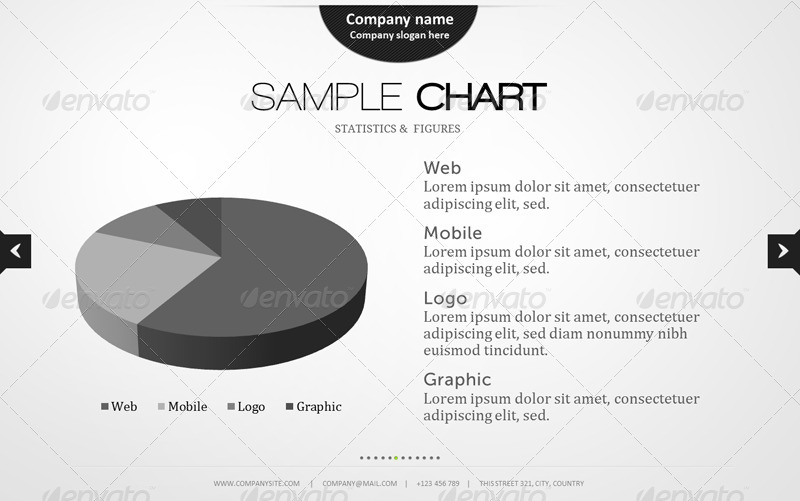 Company name
Company slogan here
SAMPLE CHART
STATISTICS & FIGURES
Web
Lorem ipsum dolor sit amet, consectetuer
adipiscing elit, sed.
Mobile
Lorem ipsum dolor sit amet, consectetuer
adipiscing elit, sed.
Logo
Lorem ipsum dolor sit amet, consectetuer
adipiscing elit, sed diam nonummy nibh
euismod tincidunt.
Graphic
Lorem ipsum dolor sit amet, consectetuer
adipiscing elit, sed.
Web Mobile Logo Graphic
WWW.COMPANYSITE.COM | COMPANY@MAIL.COM | +123 456 789 | THIS STREET 321, CITY, COUNTRY
envato envato envato envato
envato envato envato envato
envato envato envato envato